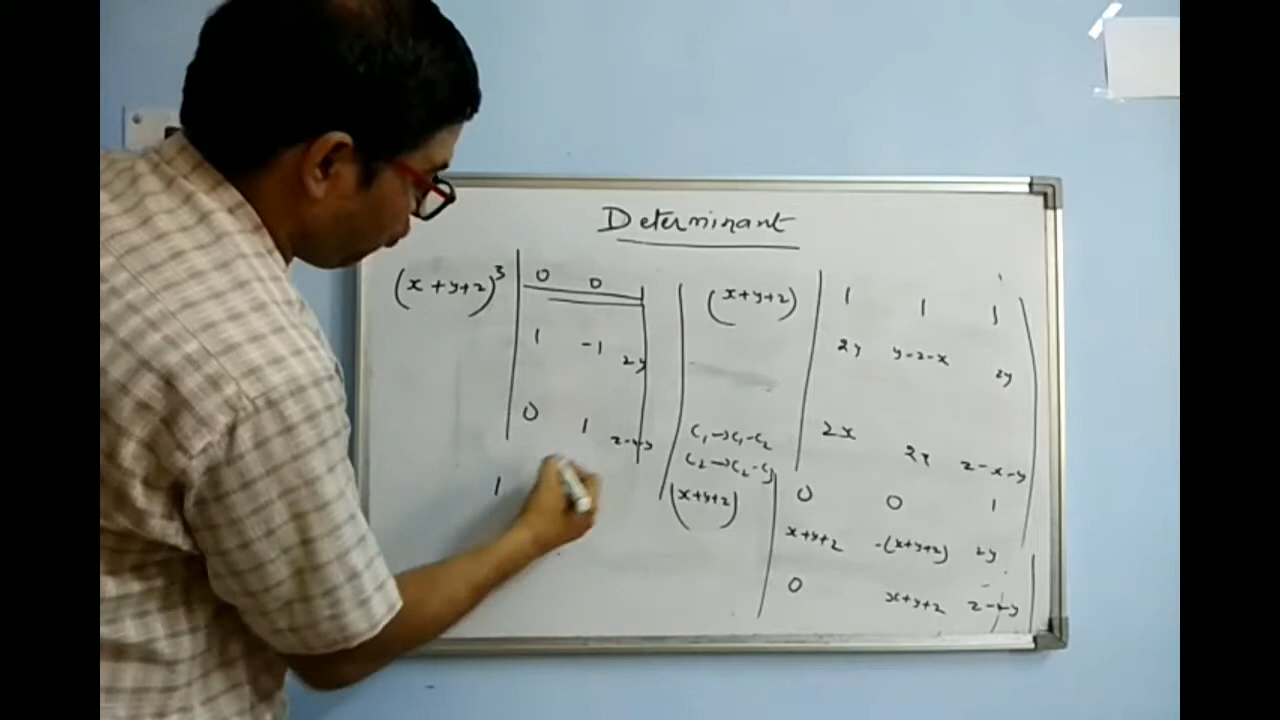 Determinant
(x+y+z)³ | 0 0
1 -1 2y
0 1
1
(x+y+z) | 1 1 1
2y y-z-x 2y
2x 2z z-x-y |
C₁→C₁-C₂
C₂→C₂-C₃
(x+y+z) | 0 0 1
x+y+z -(x+y+z) 2y
0 x+y+z z-x-y |